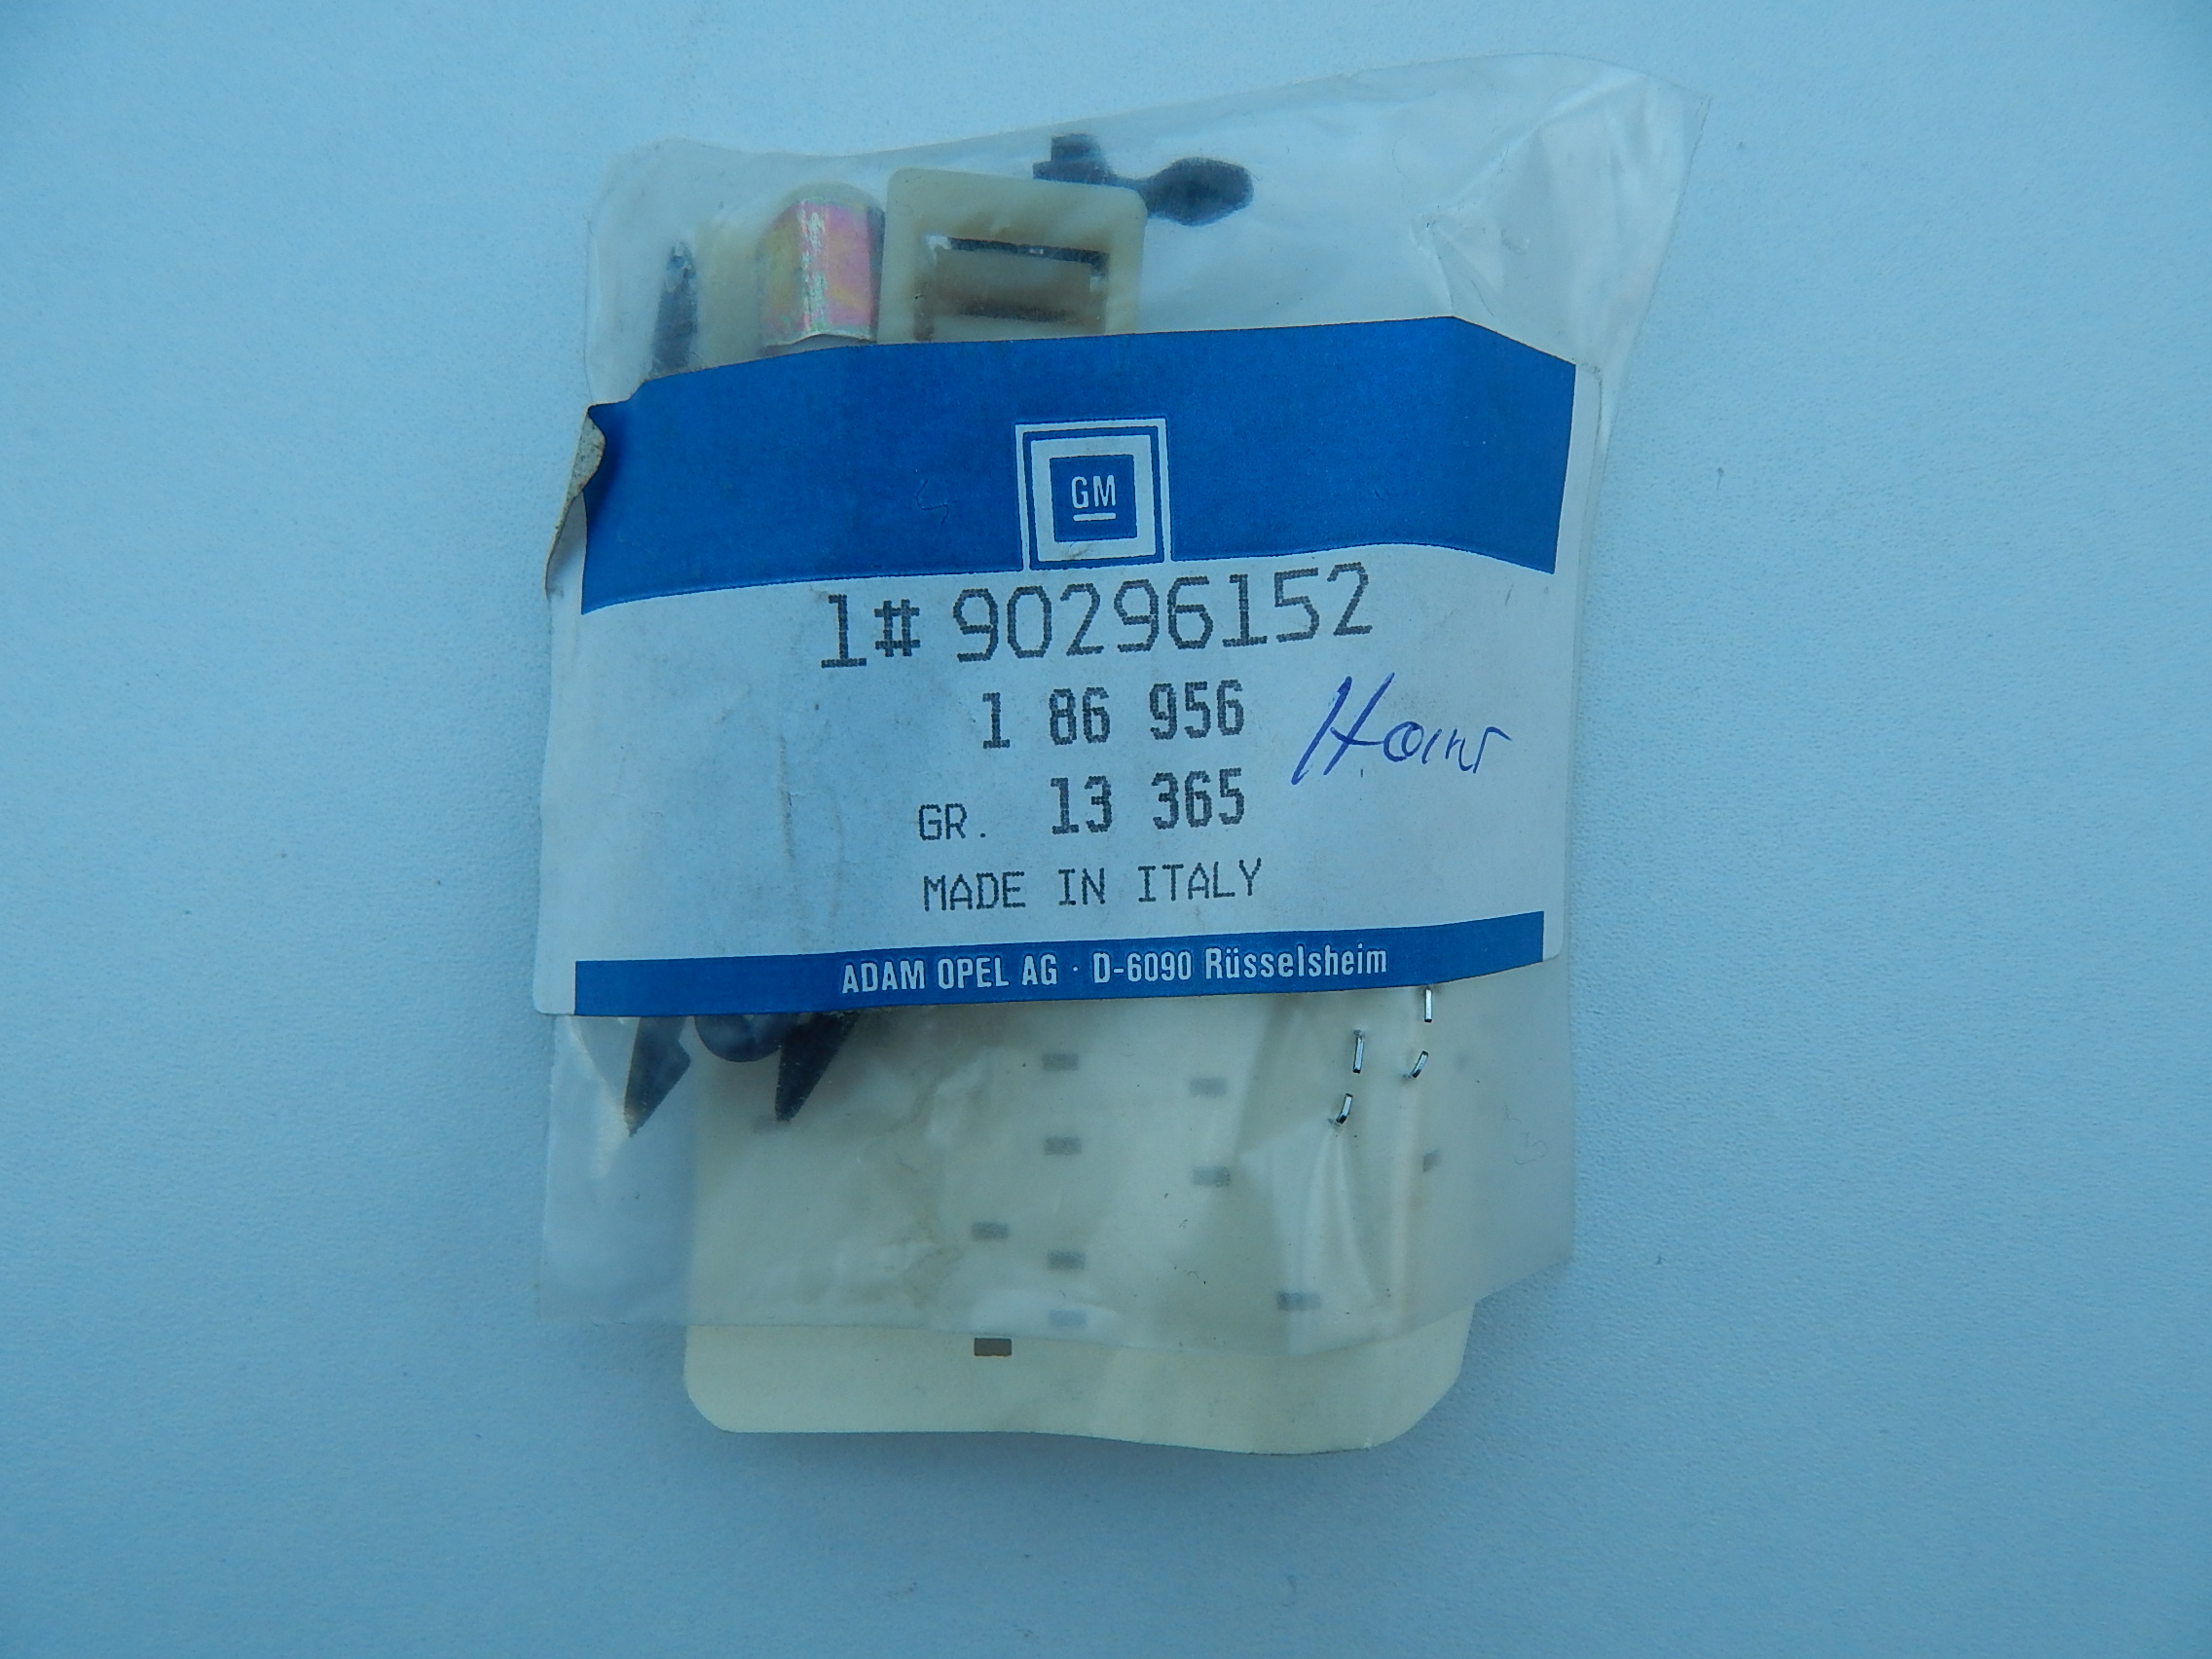 GM
1# 90296152
1 86 956
GR. 13 365
MADE IN ITALY
ADAM OPEL AG · D-6090 Rüsselsheim